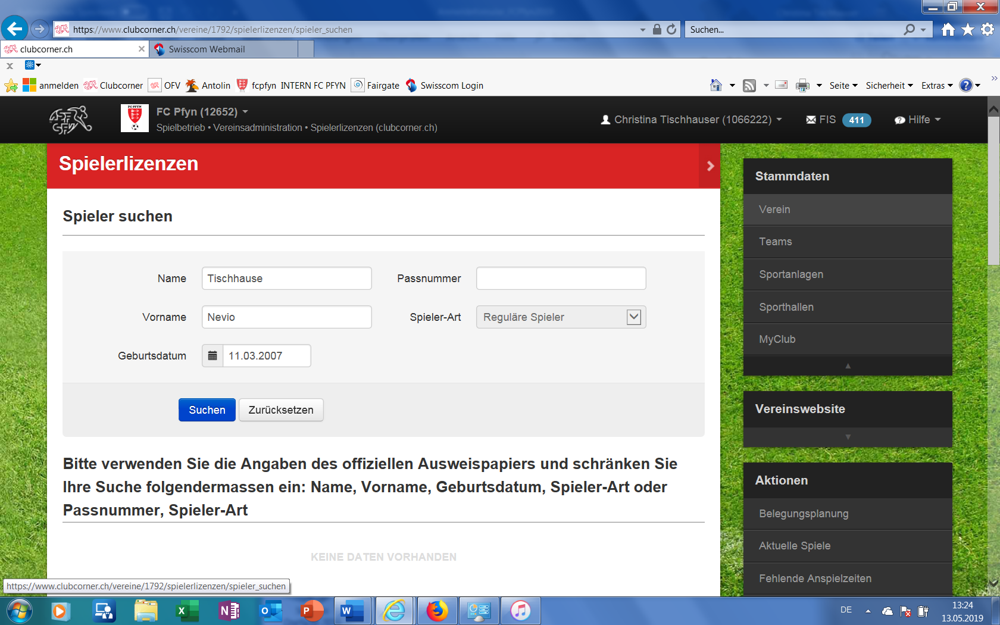 https://www.clubcorner.ch/vereine/1792/spielerlizenzen/spieler_suchen
Suchen...
clubcorner.ch
Swisscom Webmail
x
anmelden
Clubcorner
OFV
Antolin
fcpfyn
INTERN FC PFYN
Fairgate
Swisscom Login
Seite
Sicherheit
Extras
FC PFYN
FC Pfyn (12652)
Spielbetrieb • Vereinsadministration • Spielerlizenzen (clubcorner.ch)
Christina Tischhauser (1066222)
FIS 411
Hilfe
Spielerlizenzen
Spieler suchen
Name Tischhause
Passnummer
Vorname Nevio
Spieler-Art Reguläre Spieler
Geburtsdatum 11.03.2007
Suchen Zurücksetzen
Bitte verwenden Sie die Angaben des offiziellen Ausweispapiers und schränken Sie
Ihre Suche folgendermassen ein: Name, Vorname, Geburtsdatum, Spieler-Art oder
Passnummer, Spieler-Art
KEINE DATEN VORHANDEN
Stammdaten
Verein
Teams
Sportanlagen
Sporthallen
MyClub
Vereinswebsite
Aktionen
Belegungsplanung
Aktuelle Spiele
Fehlende Anspielzeiten
https://www.clubcorner.ch/vereine/1792/spielerlizenzen/spieler_suchen
DE
13:24
13.05.2019